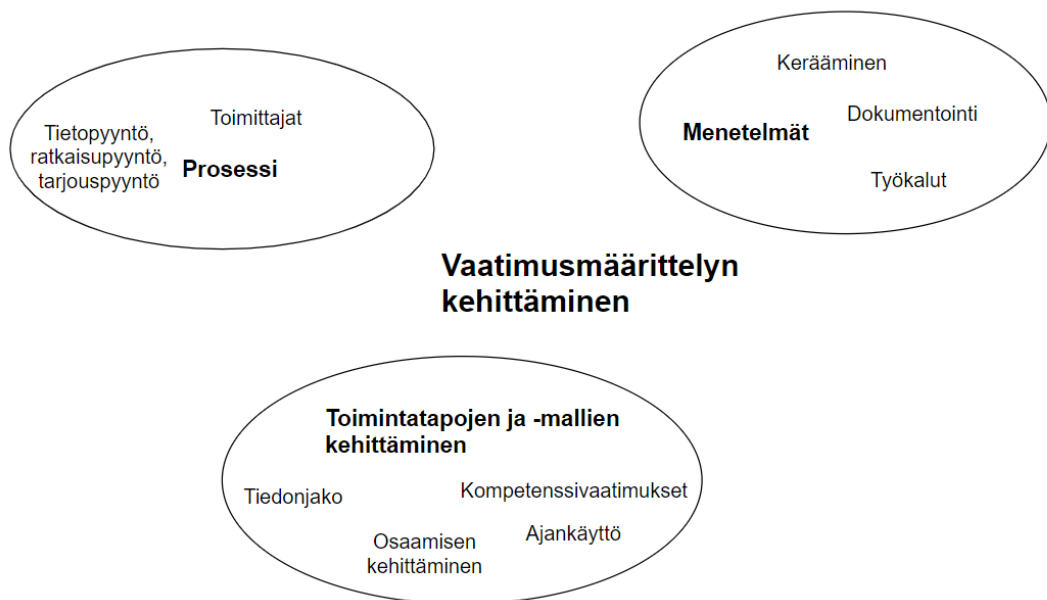 Toimittajat
Tietopyyntö,
ratkaisupyyntö,
tarjouspyyntö
Prosessi
Kerääminen
Dokumentointi
Menetelmät
Työkalut
Vaatimusmäärittelyn
kehittäminen
Toimintatapojen ja -mallien
kehittäminen
Tiedonjako
Kompetenssivaatimukset
Ajankäyttö
Osaamisen
kehittäminen